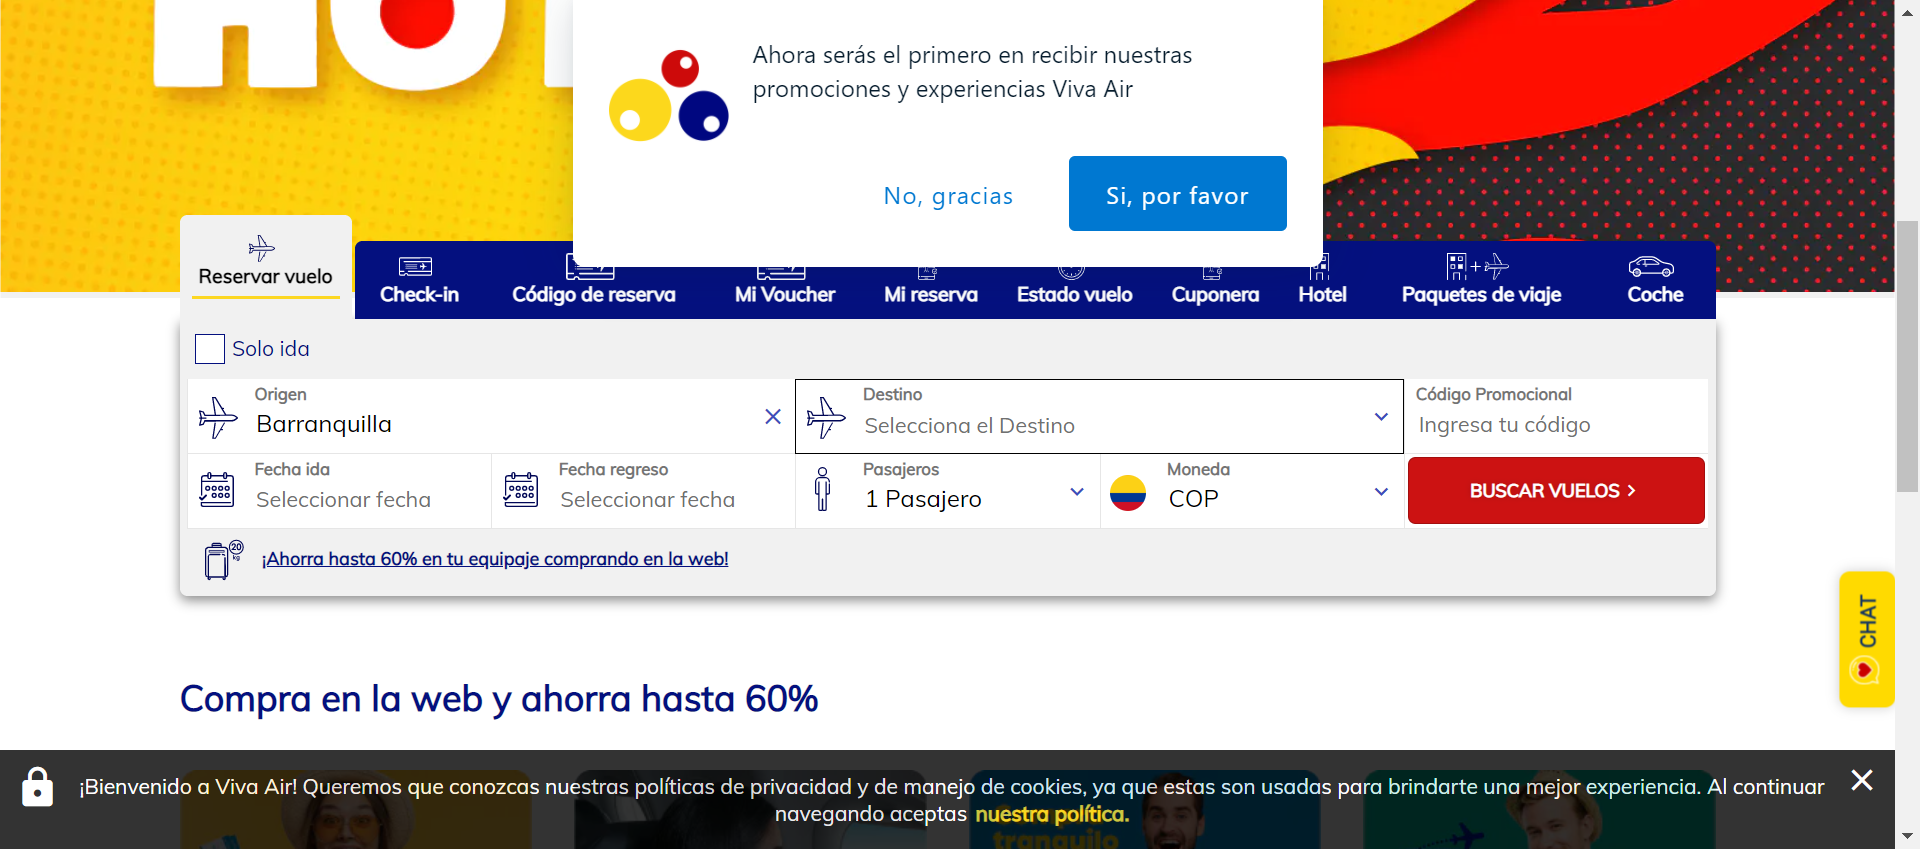 HOT
Ahora serás el primero en recibir nuestras
promociones y experiencias Viva Air
No, gracias
Si, por favor
Reservar vuelo
Check-in
Código de reserva
Mi Voucher
Mi reserva
Estado vuelo
Cuponera
Hotel
Paquetes de viaje
Coche
Solo ida
Origen
Barranquilla
Destino
Selecciona el Destino
Código Promocional
Ingresa tu código
Fecha ida
Seleccionar fecha
Fecha regreso
Seleccionar fecha
Pasajeros
1 Pasajero
Moneda
COP
BUSCAR VUELOS
20
kg
¡Ahorra hasta 60% en tu equipaje comprando en la web!
CHAT
Compra en la web y ahorra hasta 60%
¡Bienvenido a Viva Air! Queremos que conozcas nuestras políticas de privacidad y de manejo de cookies, ya que estas son usadas para brindarte una mejor experiencia. Al continuar
navegando aceptas nuestra política.
tranquilo